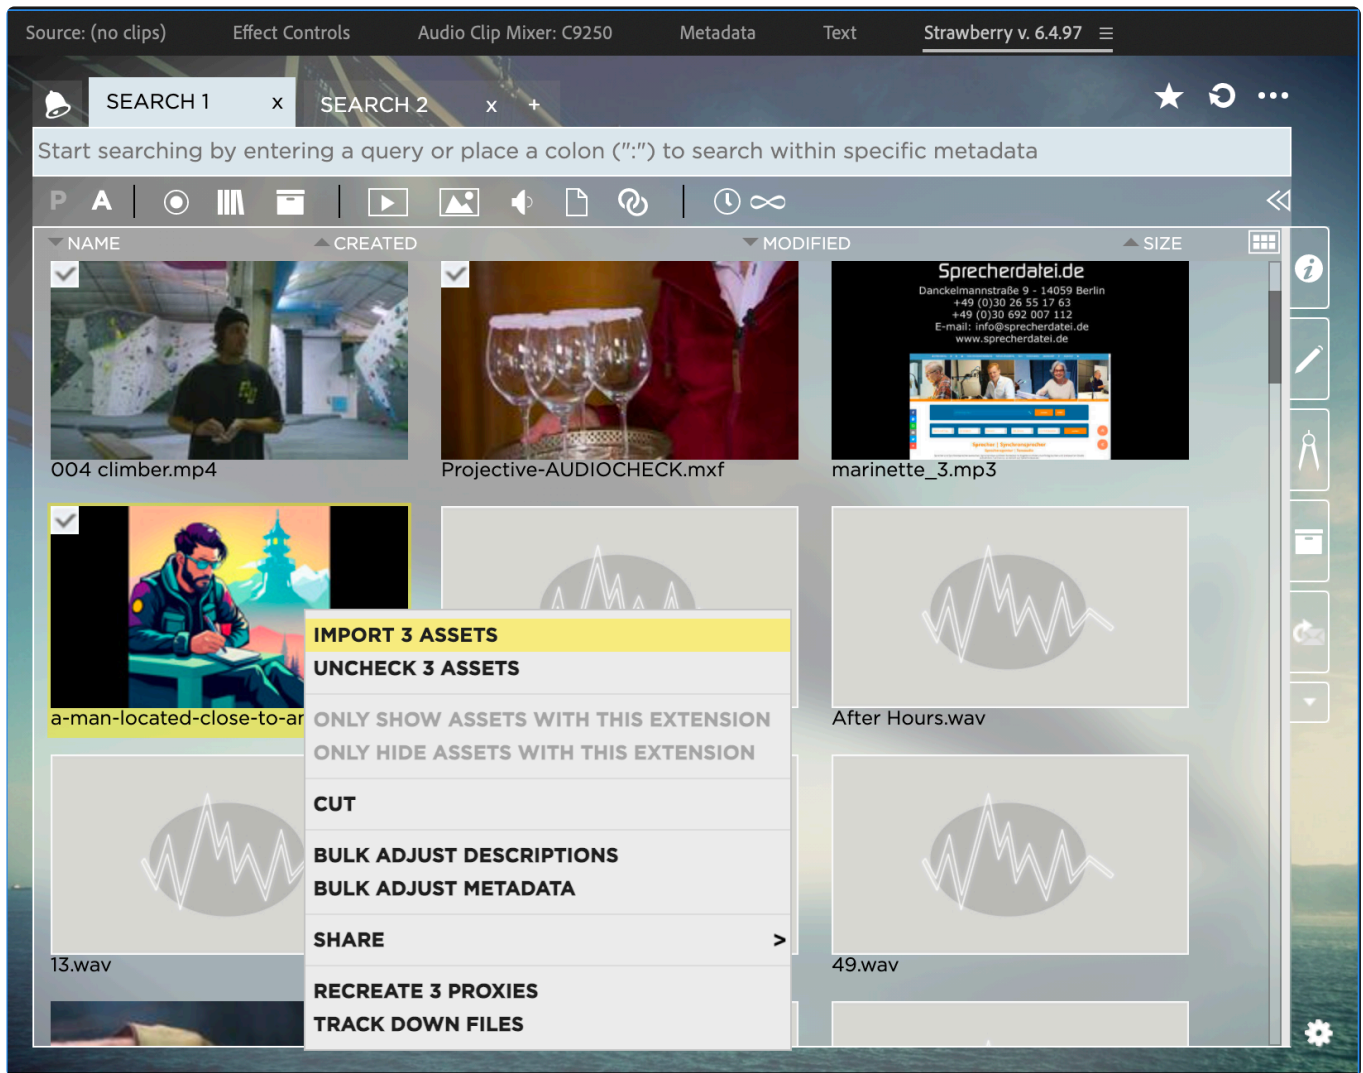 Source: (no clips) Effect Controls Audio Clip Mixer: C9250 Metadata Text Strawberry v. 6.4.97
SEARCH 1 x SEARCH 2 x +
Start searching by entering a query or place a colon (":") to search within specific metadata
P A
NAME CREATED MODIFIED SIZE
Sprecherdatei.de
Danckelmannstraße 9 - 14059 Berlin
+49 (0)30 26 55 17 63
+49 (0)30 692 007 112
E-mail: info@sprecherdatei.de
www.sprecherdatei.de
Sprecher | Sprechersprecher
004 climber.mp4 Projective-AUDIOCHECK.mxf marinette_3.mp3
a-man-located-close-to-ar After Hours.wav
IMPORT 3 ASSETS
UNCHECK 3 ASSETS
ONLY SHOW ASSETS WITH THIS EXTENSION
ONLY HIDE ASSETS WITH THIS EXTENSION
CUT
BULK ADJUST DESCRIPTIONS
BULK ADJUST METADATA
SHARE >
RECREATE 3 PROXIES
TRACK DOWN FILES
13.wav 49.wav